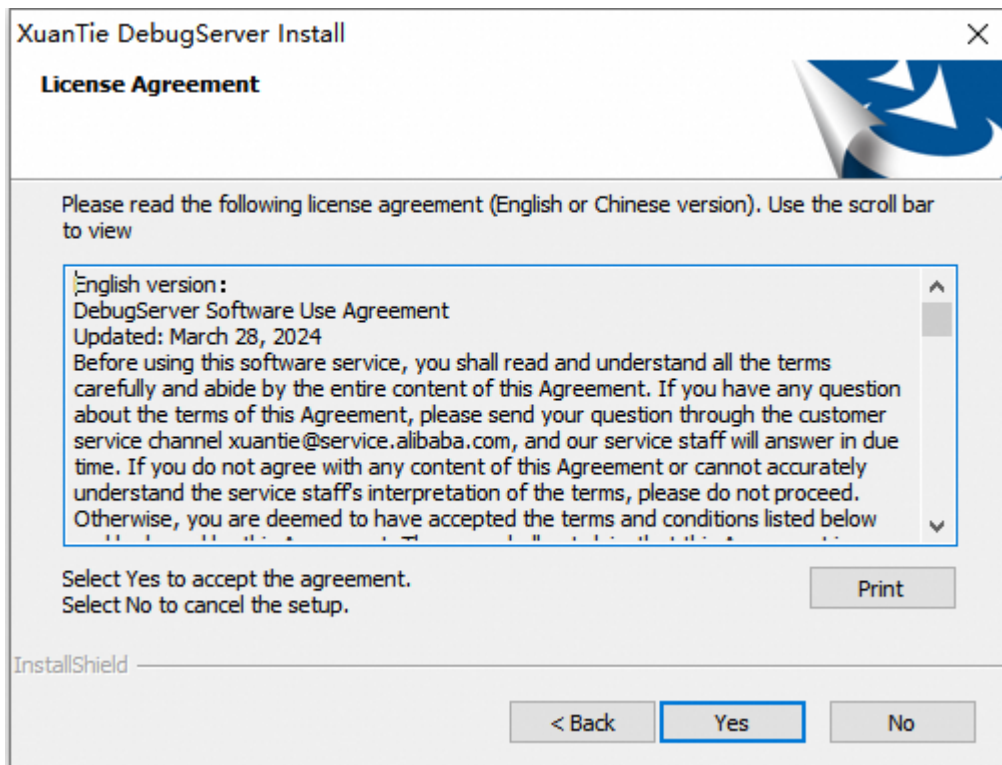 XuanTie DebugServer Install
License Agreement
Please read the following license agreement (English or Chinese version). Use the scroll bar
to view
English version：
DebugServer Software Use Agreement
Updated: March 28, 2024
Before using this software service, you shall read and understand all the terms
carefully and abide by the entire content of this Agreement. If you have any question
about the terms of this Agreement, please send your question through the customer
service channel xuantie@service.alibaba.com, and our service staff will answer in due
time. If you do not agree with any content of this Agreement or cannot accurately
understand the service staff's interpretation of the terms, please do not proceed.
Otherwise, you are deemed to have accepted the terms and conditions listed below
Select Yes to accept the agreement.
Select No to cancel the setup.
Print
InstallShield
< Back
Yes
No